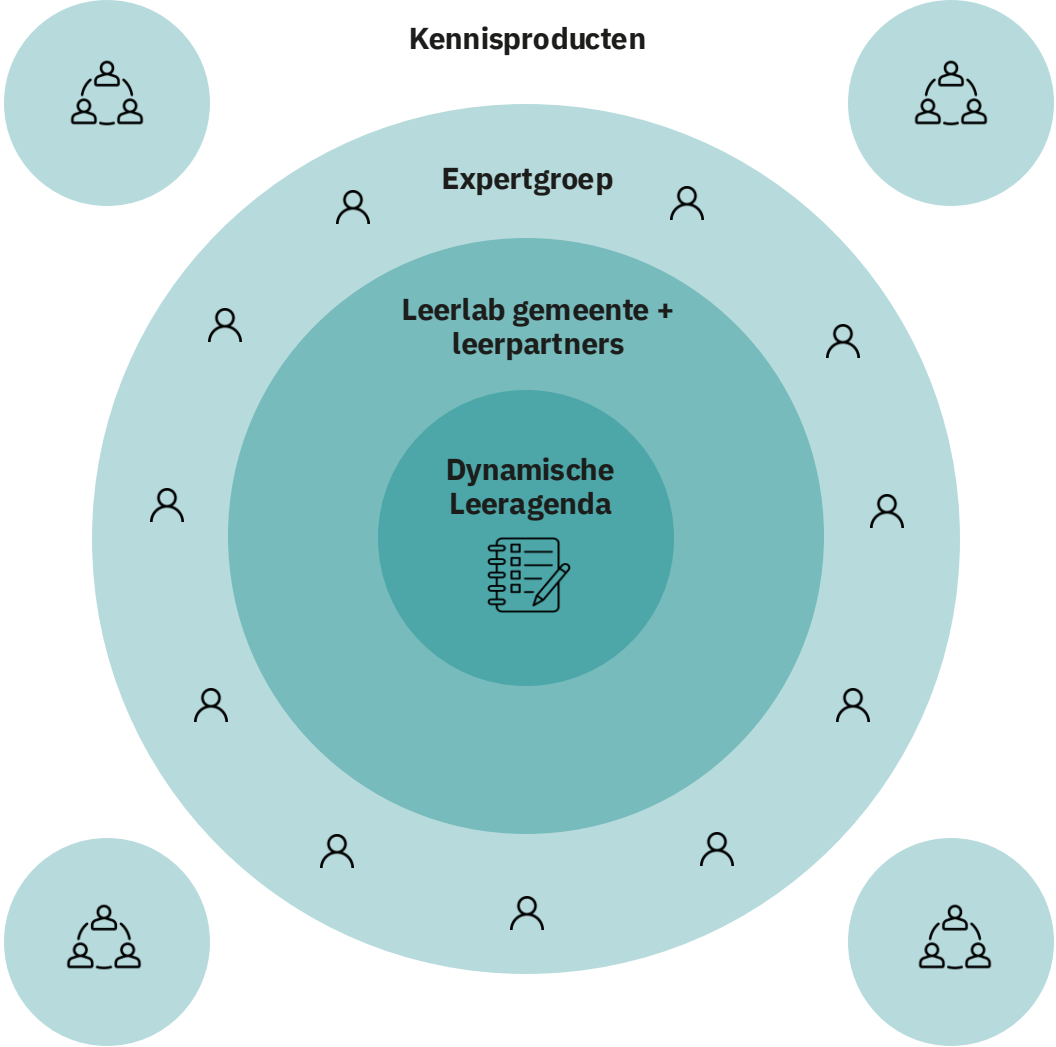 Kennisproducten
Expertgroep
Leerlab gemeente +
leerpartners
Dynamische
Leeragenda